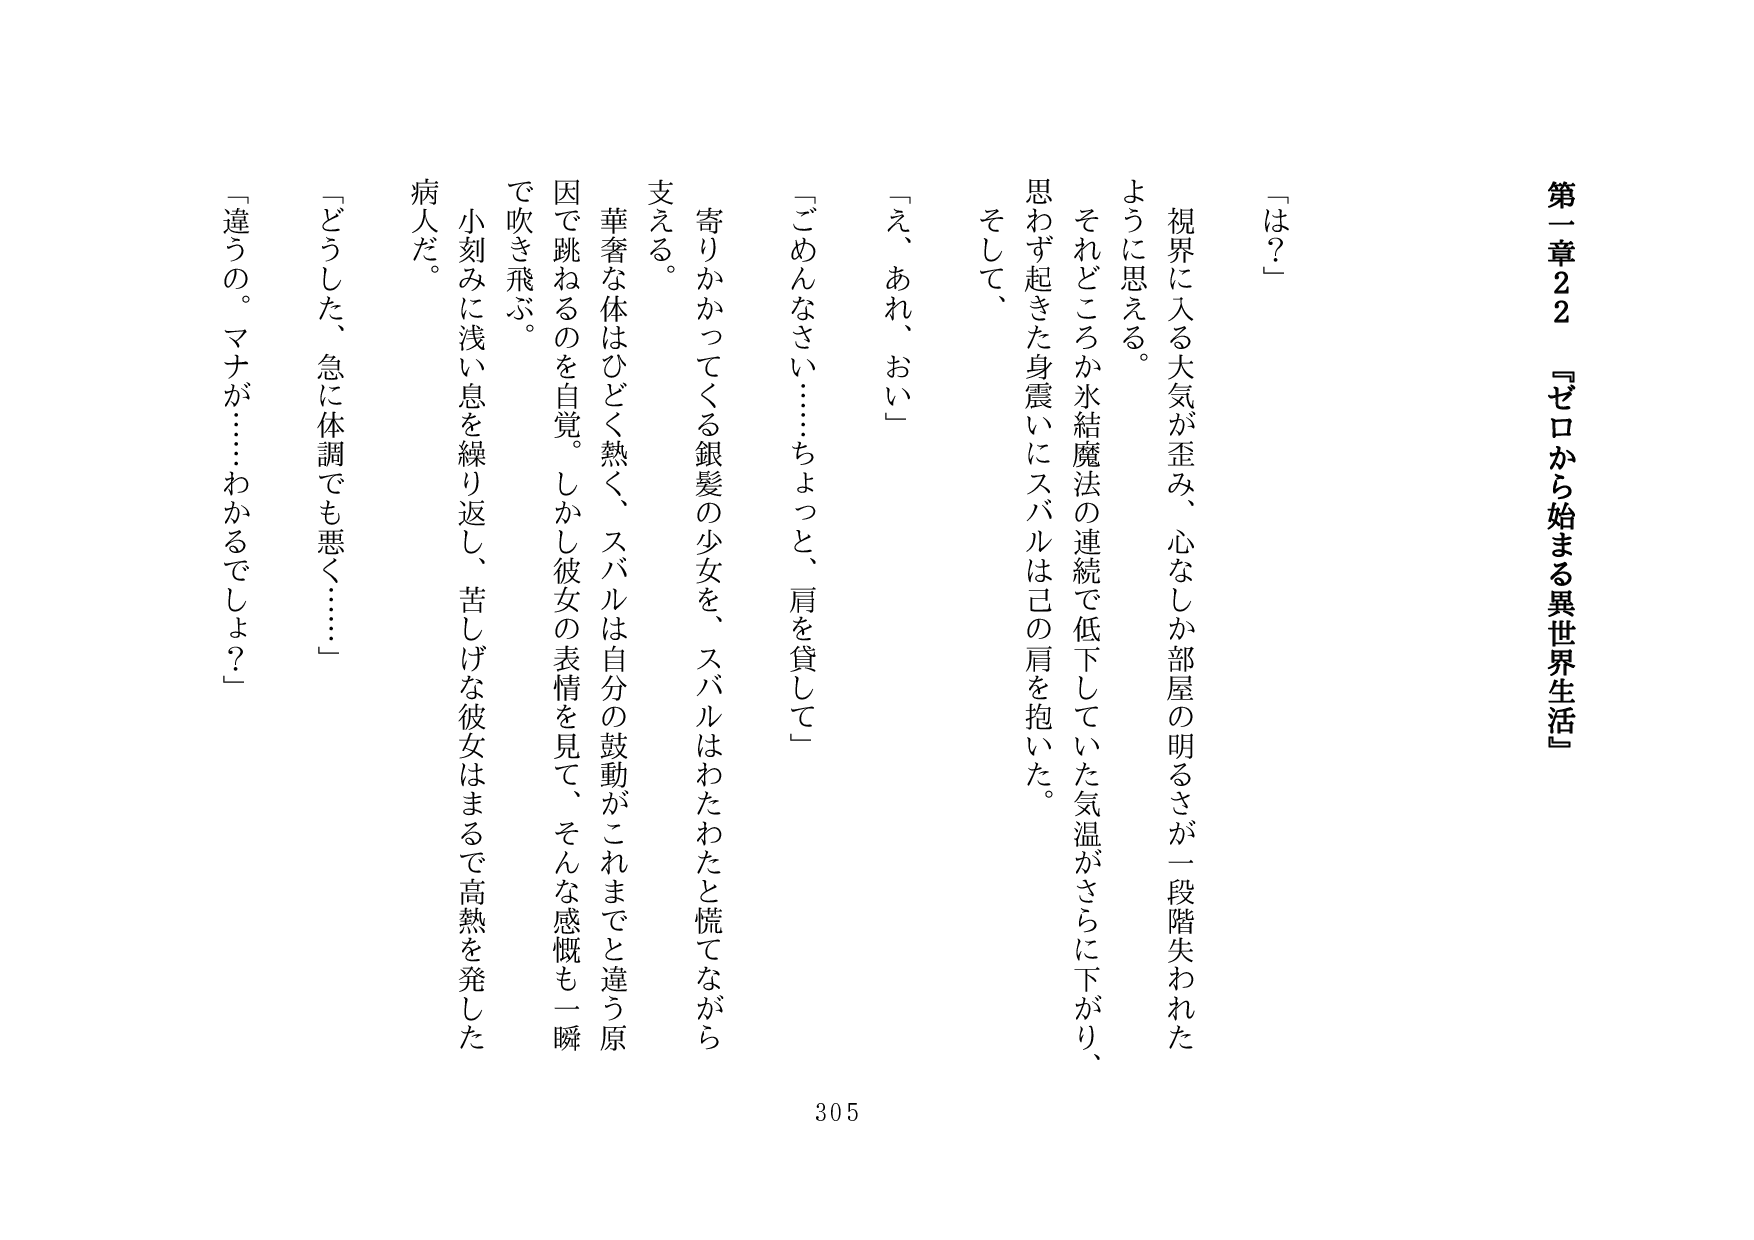 第一章２２　『ゼロから始まる異世界生活』
「は？」
　視界に入る大気が歪み、心なしか部屋の明るさが一段階失われた
ように思える。
　それどころか氷結魔法の連続で低下していた気温がさらに下がり、
思わず起きた身震いにスバルは己の肩を抱いた。
　そして、
「え、あれ、おい」
「ごめんなさい……ちょっと、肩を貸して」
　寄りかかってくる銀髪の少女を、スバルはわたわたと慌てながら
支える。
　華奢な体はひどく熱く、スバルは自分の鼓動がこれまでと違う原
因で跳ねるのを自覚。しかし彼女の表情を見て、そんな感慨も一瞬
で吹き飛ぶ。
　小刻みに浅い息を繰り返し、苦しげな彼女はまるで高熱を発した
病人だ。
「どうした、急に体調でも悪く……」
「違うの。マナが……わかるでしょ？」
305